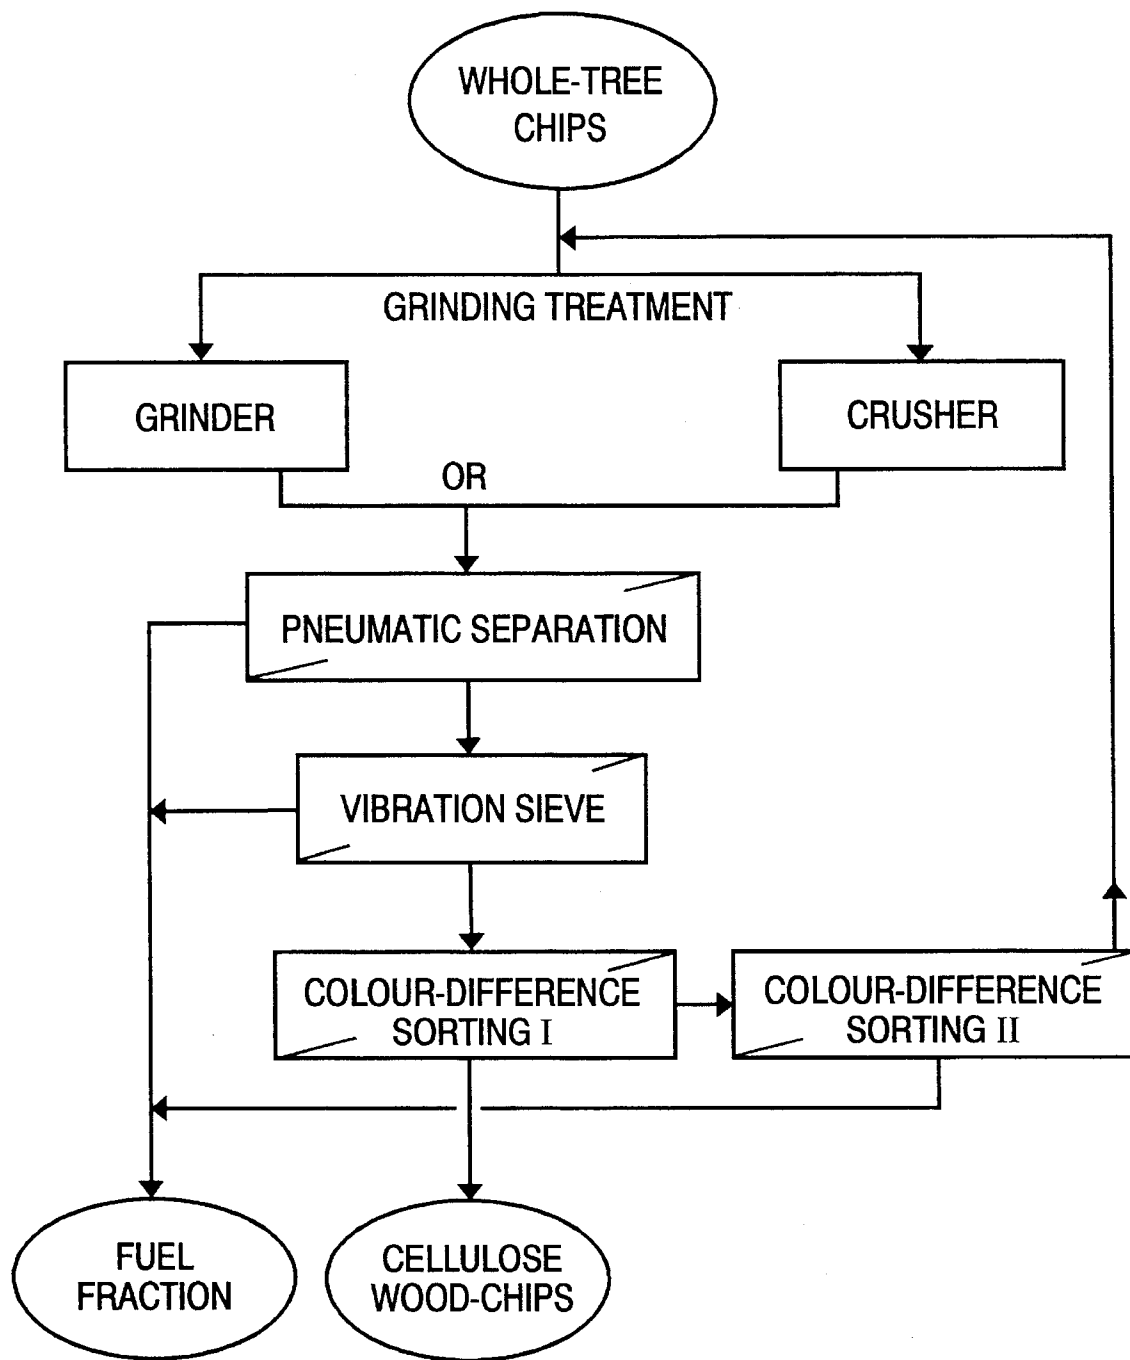 WHOLE-TREE
CHIPS
GRINDING TREATMENT
GRINDER
CRUSHER
OR
PNEUMATIC SEPARATION
VIBRATION SIEVE
COLOUR-DIFFERENCE
SORTING I
COLOUR-DIFFERENCE
SORTING II
FUEL
FRACTION
CELLULOSE
WOOD-CHIPS